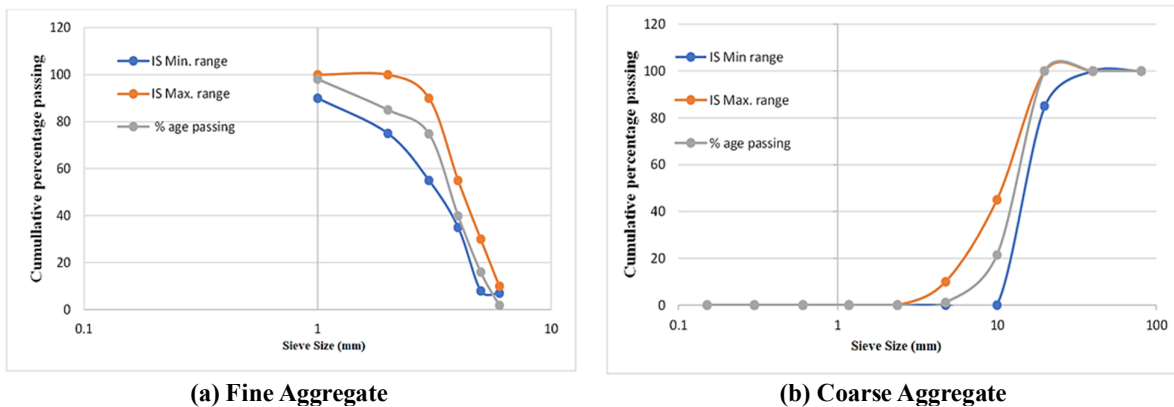 120
100
80
60
40
20
0
IS Min. range
IS Max. range
% age passing
Cumullative percentage passing
0.1 1 10
Sieve Size (mm)
(a) Fine Aggregate
120
100
80
60
40
20
0
IS Min range
IS Max. range
% age passing
Cumulative percentage passing
0.1 1 10 100
Sieve Size (mm)
(b) Coarse Aggregate